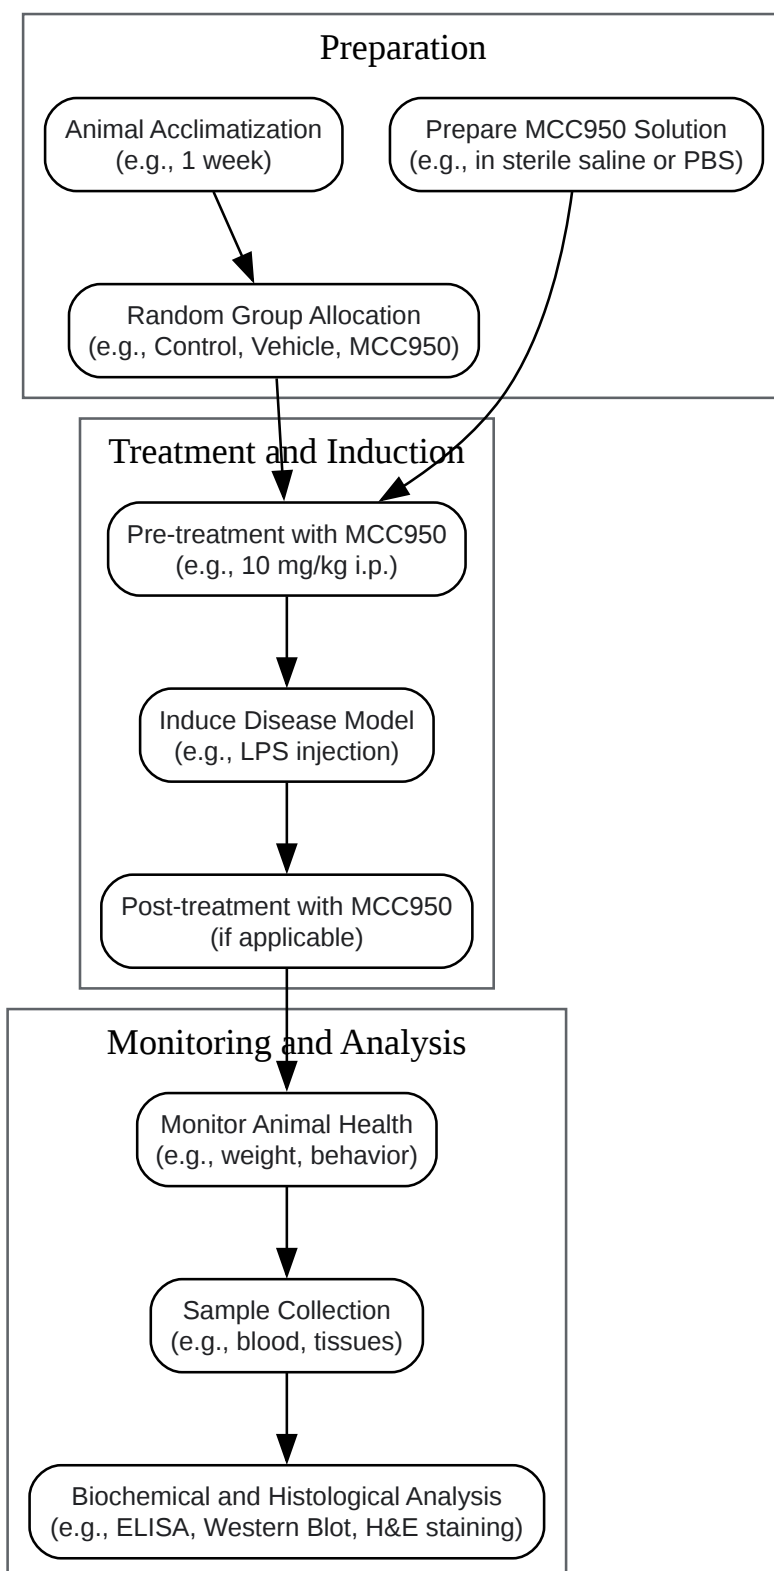 Preparation
Animal Acclimatization
(e.g., 1 week)
Prepare MCC950 Solution
(e.g., in sterile saline or PBS)
Random Group Allocation
(e.g., Control, Vehicle, MCC950)
Treatment and Induction
Pre-treatment with MCC950
(e.g., 10 mg/kg i.p.)
Induce Disease Model
(e.g., LPS injection)
Post-treatment with MCC950
(if applicable)
Monitoring and Analysis
Monitor Animal Health
(e.g., weight, behavior)
Sample Collection
(e.g., blood, tissues)
Biochemical and Histological Analysis
(e.g., ELISA, Western Blot, H&E staining)